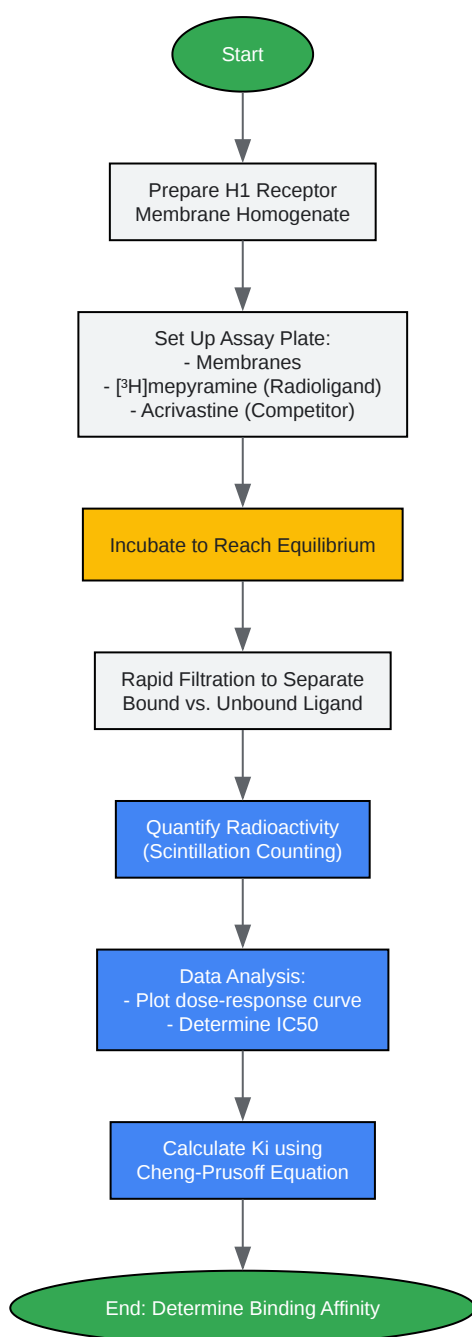 Start
Prepare H1 Receptor
Membrane Homogenate
Set Up Assay Plate:
- Membranes
- [³H]mepyramine (Radioligand)
- Acrivastine (Competitor)
Incubate to Reach Equilibrium
Rapid Filtration to Separate
Bound vs. Unbound Ligand
Quantify Radioactivity
(Scintillation Counting)
Data Analysis:
- Plot dose-response curve
- Determine IC50
Calculate Ki using
Cheng-Prusoff Equation
End: Determine Binding Affinity